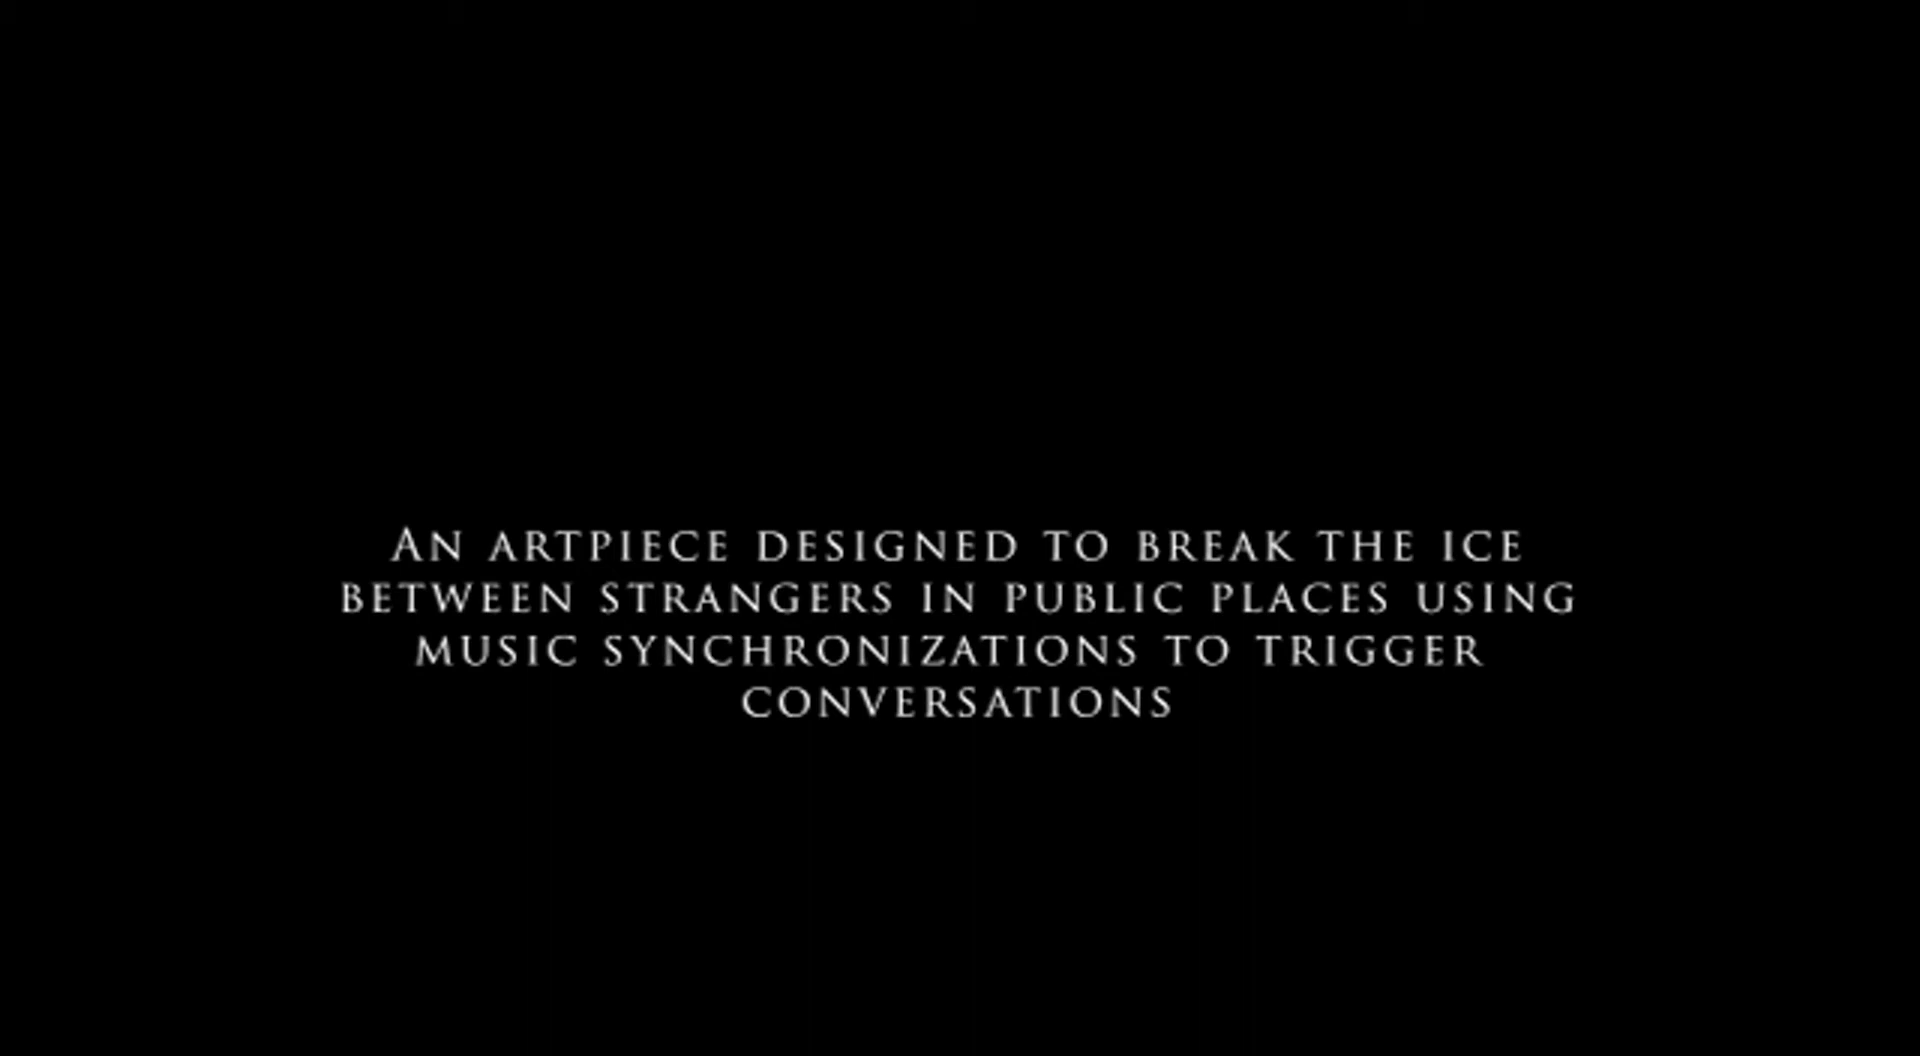 An artpiece designed to break the ice
between strangers in public places using
music synchronizations to trigger
conversations